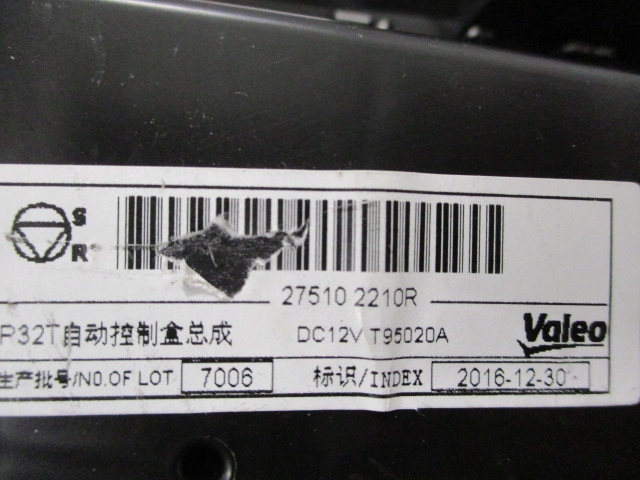 S
R
27510 2210R
P32T自动控制盒总成 DC12V T95020A Valeo
生产批号/NO.OF LOT 7006 标识/INDEX 2016-12-30